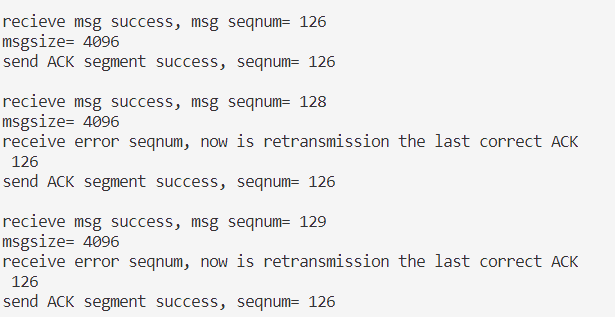 recieve msg success, msg seqnum= 126
msgsize= 4096
send ACK segment success, seqnum= 126
recieve msg success, msg seqnum= 128
msgsize= 4096
receive error seqnum, now is retransmission the last correct ACK
126
send ACK segment success, seqnum= 126
recieve msg success, msg seqnum= 129
msgsize= 4096
receive error seqnum, now is retransmission the last correct ACK
126
send ACK segment success, seqnum= 126